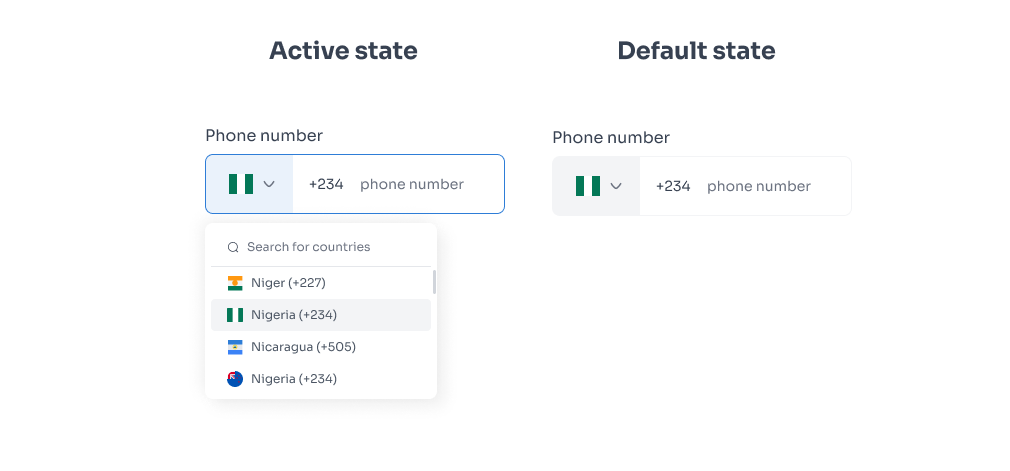 Active state
Phone number
+234 phone number
Search for countries
Niger (+227)
Nigeria (+234)
Nicaragua (+505)
Nigeria (+234)
Default state
Phone number
+234 phone number